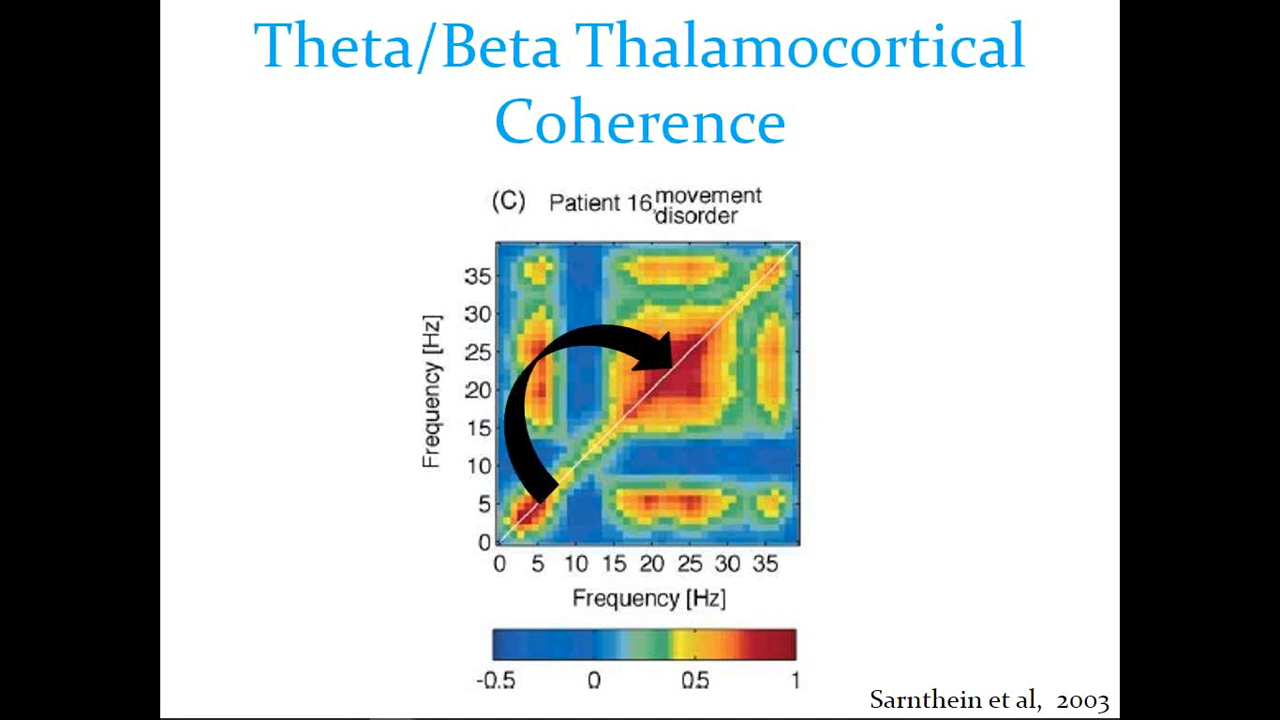 Theta/Beta Thalamocortical
Coherence
(C) Patient 16, movement
disorder
Frequency [Hz]
35
30
25
20
15
10
5
0
0 5 10 15 20 25 30 35
Frequency [Hz]
-0.5 0 0.5 1
Sarnthein et al, 2003